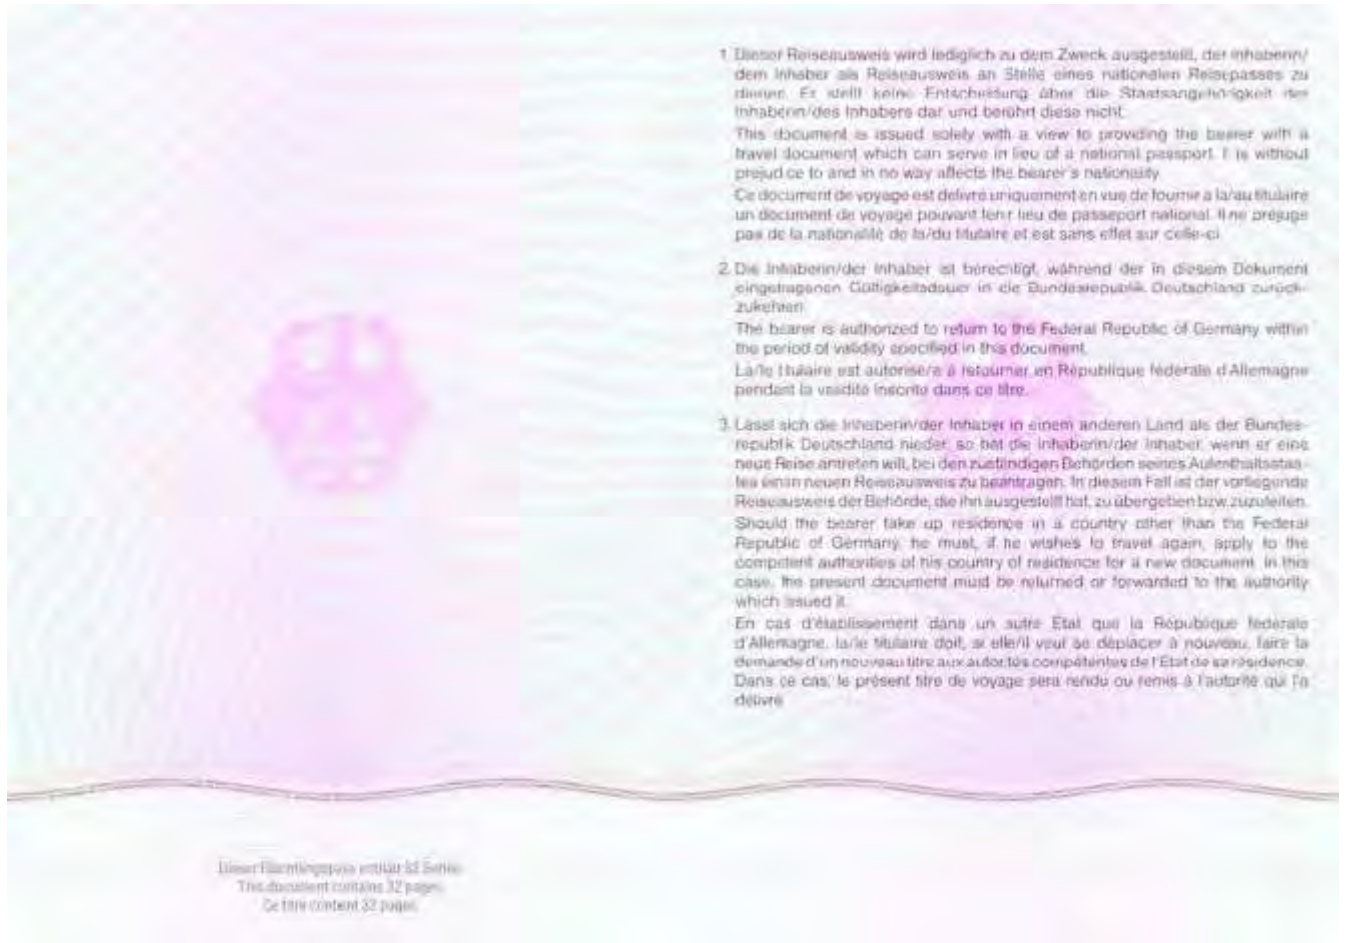 1. Dieser Reiseausweis wird lediglich zu dem Zweck ausgestellt, der Inhaberin/
dem Inhaber als Reiseausweis an Stelle eines nationalen Reisepasses zu
dienen. Er stellt keine Entscheidung über die Staatsangehörigkeit der
Inhaberin/des Inhabers dar und berührt diese nicht.
This document is issued solely with a view to providing the bearer with a
travel document which can serve in lieu of a national passport. It is without
prejudice to and in no way affects the bearer's nationality.
Ce document de voyage est délivré uniquement en vue de fournir à la/au titulaire
un document de voyage pouvant tenir lieu de passeport national. Il ne préjuge
pas de la nationalité de la/du titulaire et est sans effet sur celle-ci.
2. Die Inhaberin/der Inhaber ist berechtigt, während der in diesem Dokument
eingetragenen Gültigkeitsdauer in die Bundesrepublik Deutschland zurück-
zukehren.
The bearer is authorized to return to the Federal Republic of Germany within
the period of validity specified in this document.
La/le titulaire est autorisé/e à retourner en République fédérale d'Allemagne
pendant la validité inscrite dans ce titre.
3. Lässt sich die Inhaberin/der Inhaber in einem anderen Land als der Bundes-
republik Deutschland nieder, so hat die Inhaberin/der Inhaber, wenn er eine
neue Reise antreten will, bei den zuständigen Behörden seines Aufenthaltsstaa-
tes einen neuen Reiseausweis zu beantragen. In diesem Fall ist der vorliegende
Reiseausweis der Behörde, die ihn ausgestellt hat, zu übergeben bzw. zuzuleiten.
Should the bearer take up residence in a country other than the Federal
Republic of Germany, he must, if he wishes to travel again, apply to the
competent authorities of his country of residence for a new document. In this
case, the present document must be returned or forwarded to the authority
which issued it.
En cas d'établissement dans un autre État que la République fédérale
d'Allemagne, la/le titulaire doit, si elle/il veut se déplacer à nouveau, faire la
demande d'un nouveau titre aux autorités compétentes de l'État de sa résidence.
Dans ce cas, le présent titre de voyage sera rendu ou remis à l'autorité qui l'a
délivré.
Dieser enthält 32 Seiten
This document contains 32 pages
Ce titre contient 32 pages